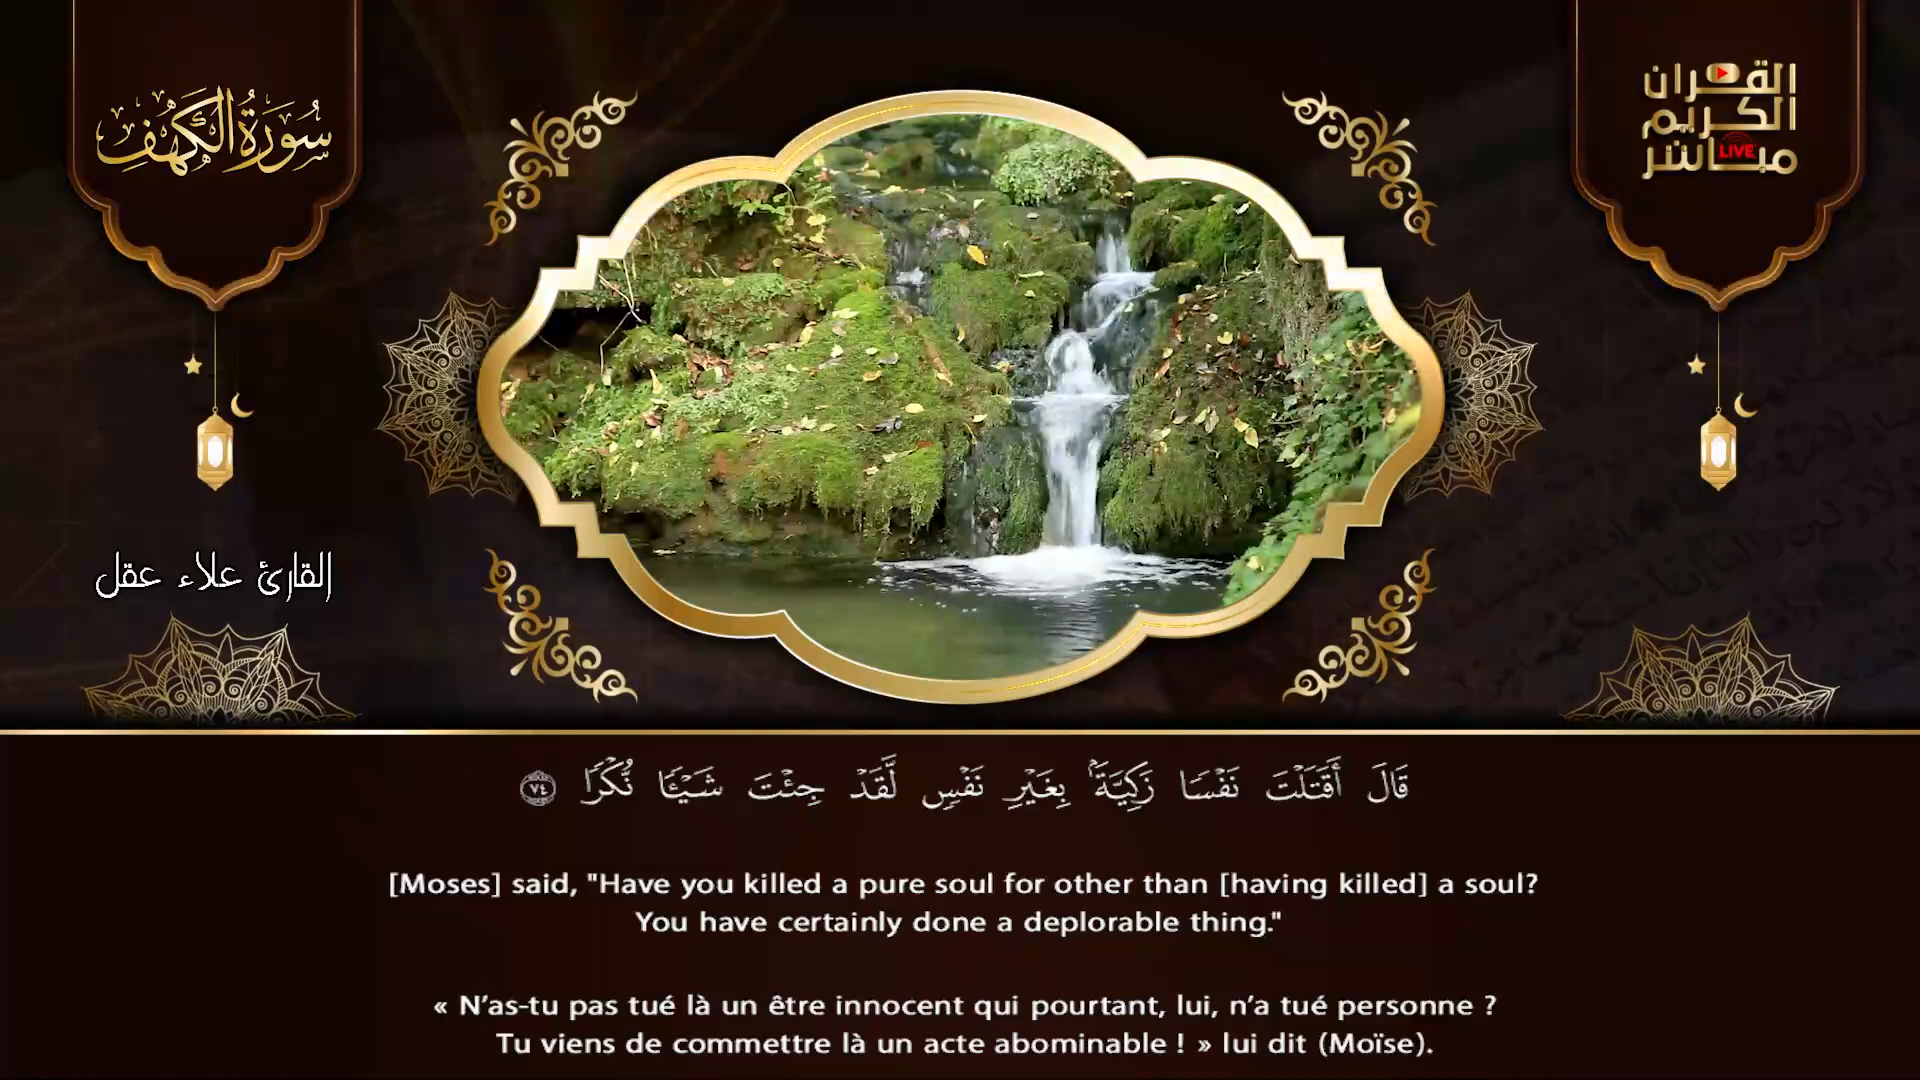 سُورَةُ الكَهْفِ
القرآن
الكريم
مباشر
LIVE
القارئ علاء عقل
قَالَ أَقَتَلْتَ نَفْسًا زَكِيَّةًۢ بِغَيْرِ نَفْسٍ لَّقَدْ جِئْتَ شَيْـًٔا نُّكْرًا ٧٤
[Moses] said, "Have you killed a pure soul for other than [having killed] a soul?
You have certainly done a deplorable thing."
« N’as-tu pas tué là un être innocent qui pourtant, lui, n’a tué personne ?
Tu viens de commettre là un acte abominable ! » lui dit (Moïse).